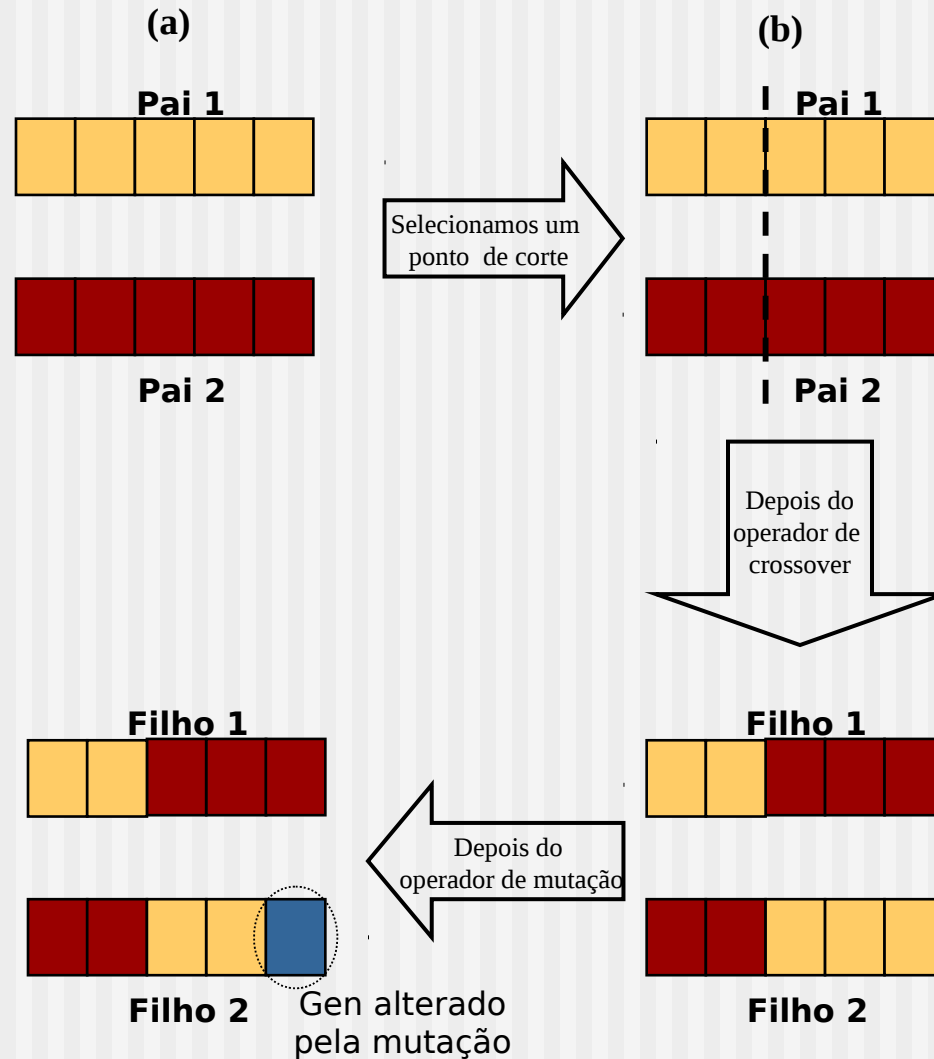 (a)
(b)
Pai 1
Pai 1
Selecionamos um
ponto de corte
Pai 2
Pai 2
Depois do
operador de
crossover
Filho 1
Filho 1
Depois do
operador de mutação
Filho 2
Filho 2
Gen alterado
pela mutação